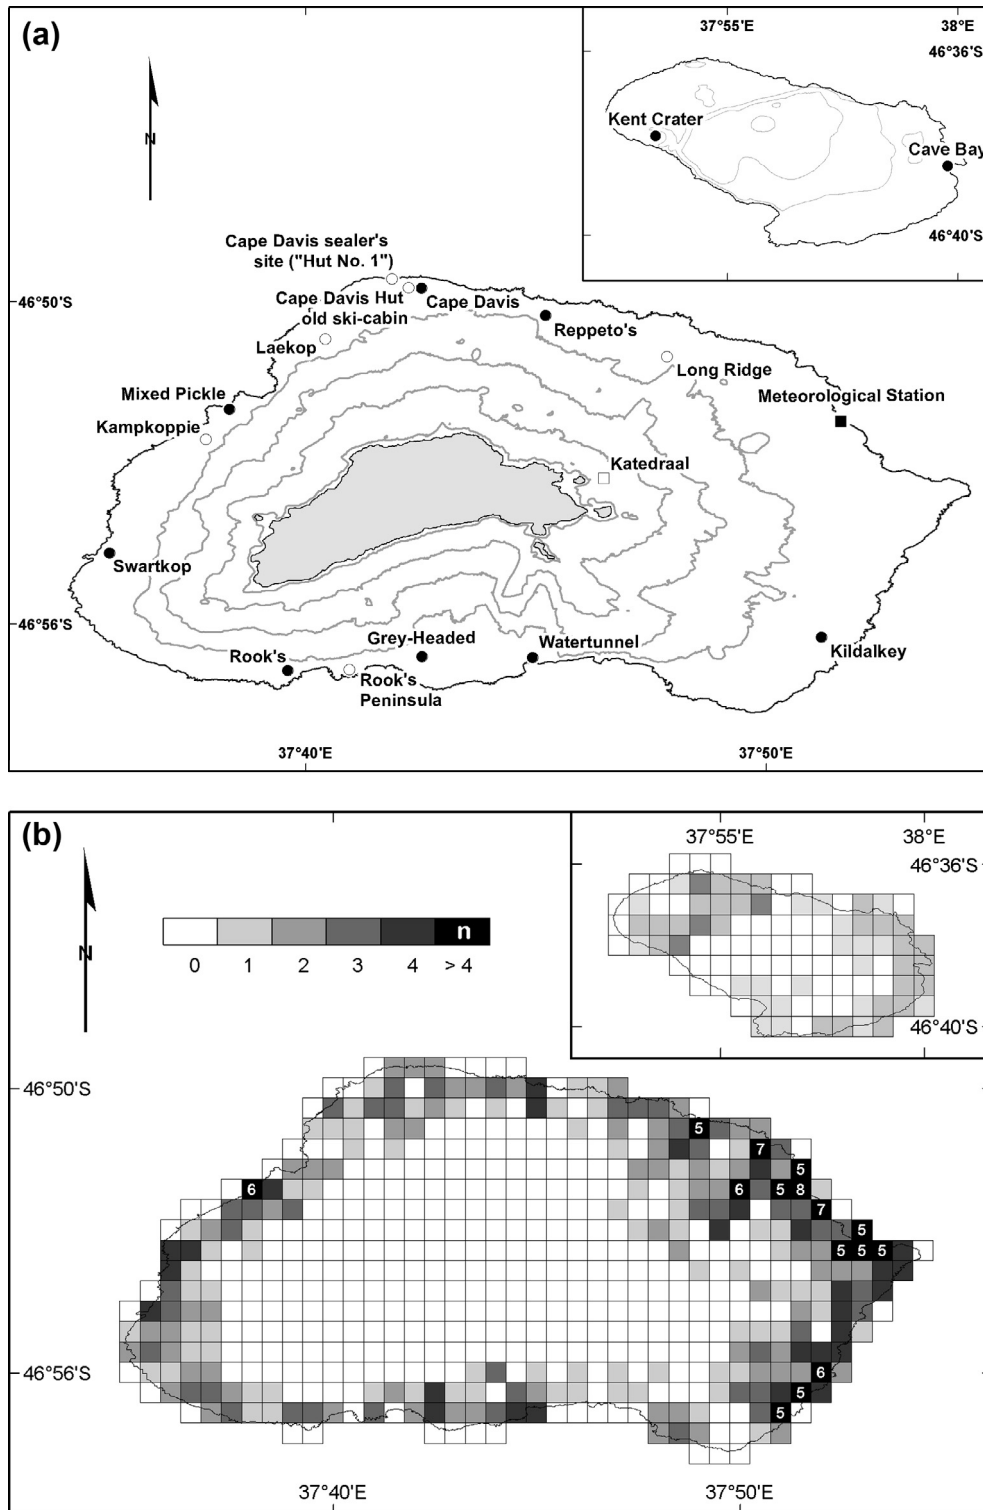 (a)
37°55'E
38°E
46°36'S
Kent Crater
Cave Bay
46°40'S
N
Cape Davis sealer's
site ("Hut No. 1")
46°50'S
Cape Davis Hut
old ski-cabin
Cape Davis
Reppeto's
Laekop
Long Ridge
Mixed Pickle
Meteorological Station
Kampkoppie
Katedraal
Swartkop
46°56'S
Grey-Headed
Watertunnel
Rook's
Kildalkey
Rook's
Peninsula
37°40'E
37°50'E
(b)
37°55'E
38°E
46°36'S
46°40'S
N
n
0 1 2 3 4 > 4
46°50'S
5
7
5
6 6 5 8
7
5
5 5 5
46°56'S
6
5
5
37°40'E
37°50'E